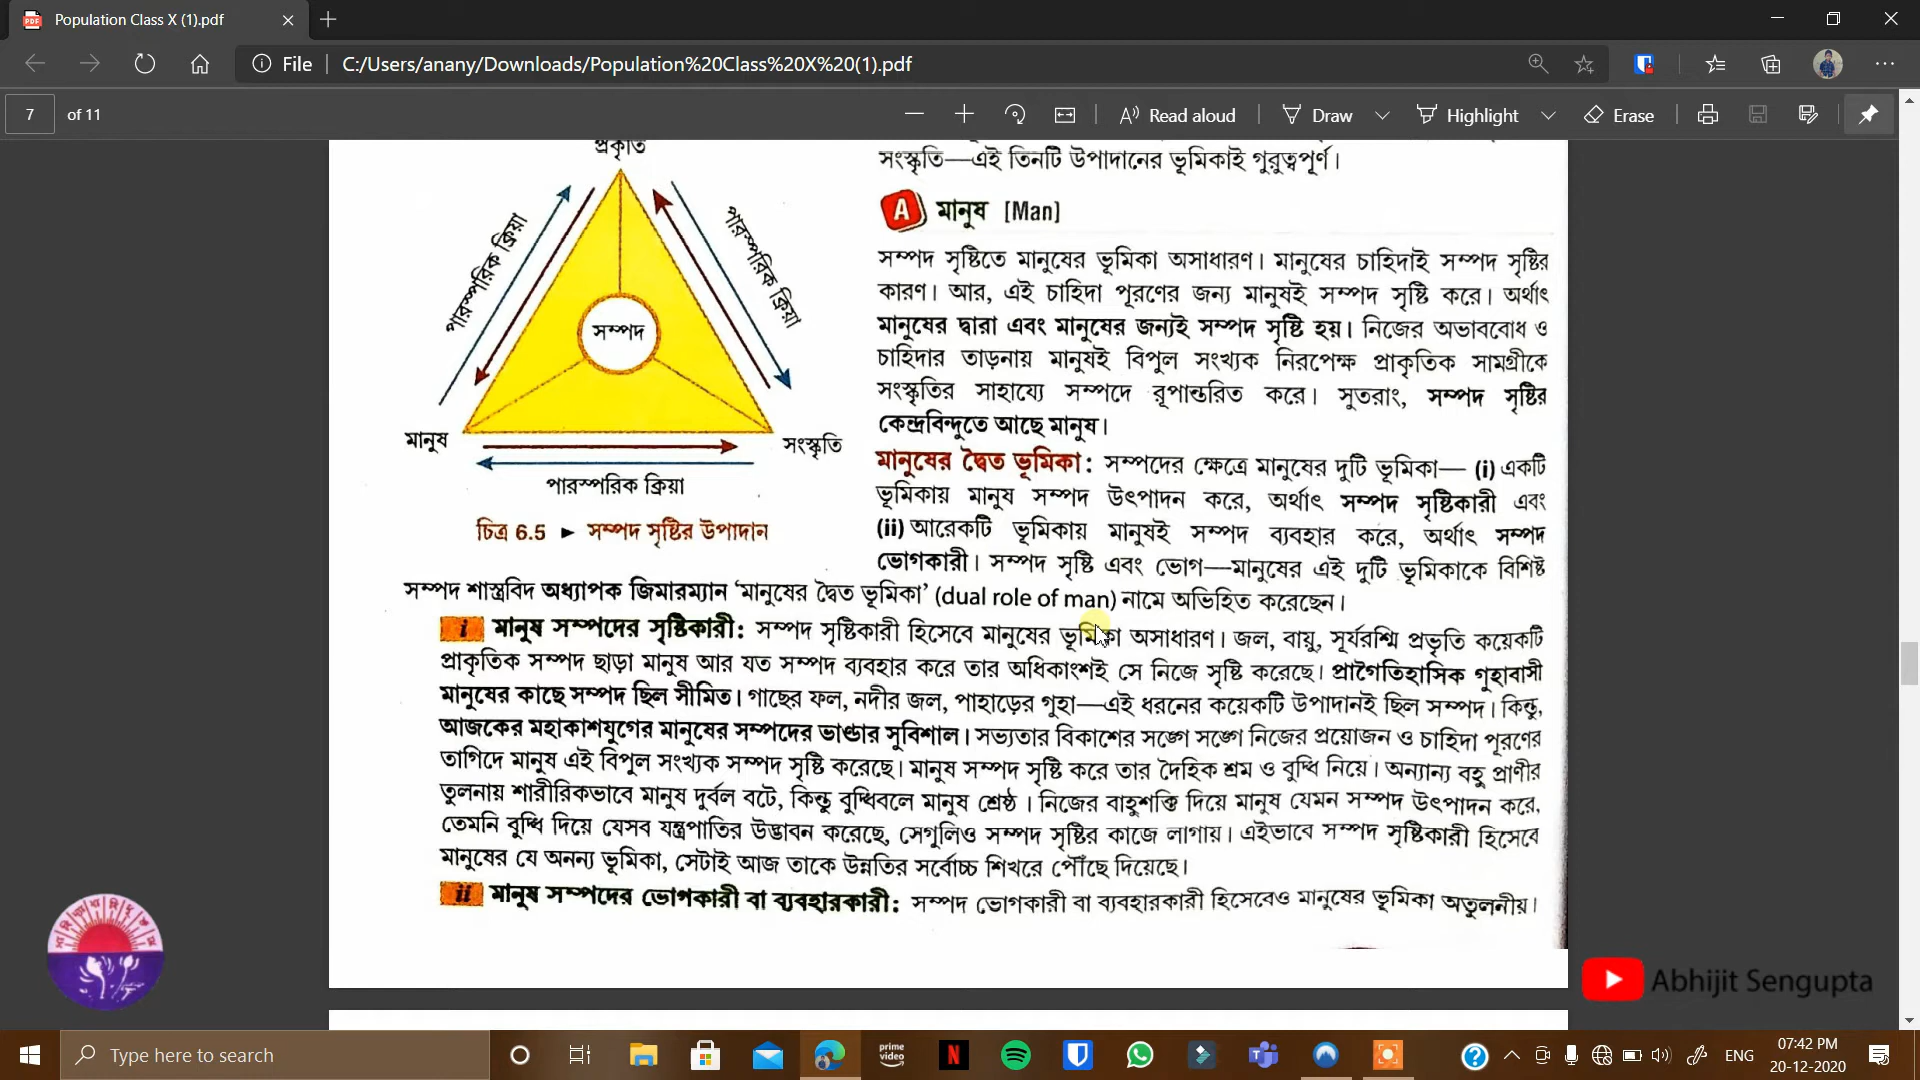 Population Class X (1).pdf
File
C:/Users/anany/Downloads/Population%20Class%20X%20(1).pdf
7 of 11
Read aloud
Draw
Highlight
Erase
প্রকৃতি
পারস্পরিক ক্রিয়া
পারস্পরিক ক্রিয়া
সম্পদ
মানুষ
সংস্কৃতি
পারস্পরিক ক্রিয়া
চিত্র 6.5 ► সম্পদ সৃষ্টির উপাদান
সংস্কৃতি—এই তিনটি উপাদানের ভূমিকাই গুরুত্বপূর্ণ।
A মানুষ [Man]
সম্পদ সৃষ্টিতে মানুষের ভূমিকা অসাধারণ। মানুষের চাহিদাই সম্পদ সৃষ্টির
কারণ। আর, এই চাহিদা পূরণের জন্য মানুষই সম্পদ সৃষ্টি করে। অর্থাৎ
মানুষের দ্বারা এবং মানুষের জন্যই সম্পদ সৃষ্টি হয়। নিজের অভাববোধ ও
চাহিদার তাড়নায় মানুষই বিপুল সংখ্যক নিরপেক্ষ প্রাকৃতিক সামগ্রীকে
সংস্কৃতির সাহায্যে সম্পদে রূপান্তরিত করে। সুতরাং, সম্পদ সৃষ্টির
কেন্দ্রবিন্দুতে আছে মানুষ।
মানুষের দ্বৈত ভূমিকা: সম্পদের ক্ষেত্রে মানুষের দুটি ভূমিকা— (i) একটি
ভূমিকায় মানুষ সম্পদ উৎপাদন করে, অর্থাৎ সম্পদ সৃষ্টিকারী এবং
(ii) আরেকটি ভূমিকায় মানুষই সম্পদ ব্যবহার করে, অর্থাৎ সম্পদ
ভোগকারী। সম্পদ সৃষ্টি এবং ভোগ—মানুষের এই দুটি ভূমিকাকে বিশিষ্ট
সম্পদ শাস্ত্রবিদ অধ্যাপক জিমারম্যান ‘মানুষের দ্বৈত ভূমিকা’ (dual role of man) নামে অভিহিত করেছেন।
i মানুষ সম্পদের সৃষ্টিকারী: সম্পদ সৃষ্টিকারী হিসেবে মানুষের ভূমিকা অসাধারণ। জল, বায়ু, সূর্যরশ্মি প্রভৃতি কয়েকটি
প্রাকৃতিক সম্পদ ছাড়া মানুষ আর যত সম্পদ ব্যবহার করে তার অধিকাংশই সে নিজে সৃষ্টি করেছে। প্রাগৈতিহাসিক গুহাবাসী
মানুষের কাছে সম্পদ ছিল সীমিত। গাছের ফল, নদীর জল, পাহাড়ের গুহা—এই ধরনের কয়েকটি উপাদানই ছিল সম্পদ। কিন্তু,
আজকের মহাকাশযুগের মানুষের সম্পদের ভাণ্ডার সুবিশাল। সভ্যতার বিকাশের সঙ্গে সঙ্গে নিজের প্রয়োজন ও চাহিদা পূরণের
তাগিদে মানুষ এই বিপুল সংখ্যক সম্পদ সৃষ্টি করেছে। মানুষ সম্পদ সৃষ্টি করে তার দৈহিক শ্রম ও বুদ্ধি নিয়ে। অন্যান্য বহু প্রাণীর
তুলনায় শারীরিকভাবে মানুষ দুর্বল বটে, কিন্তু বুদ্ধিবলে মানুষ শ্রেষ্ঠ। নিজের বাহুশক্তি দিয়ে মানুষ যেমন সম্পদ উৎপাদন করে,
তেমনি বুদ্ধি দিয়ে যেসব যন্ত্রপাতির উদ্ভাবন করেছে, সেগুলিও সম্পদ সৃষ্টির কাজে লাগায়। এইভাবে সম্পদ সৃষ্টিকারী হিসেবে
মানুষের যে অনন্য ভূমিকা, সেটাই আজ তাকে উন্নতির সর্বোচ্চ শিখরে পৌঁছে দিয়েছে।
ii মানুষ সম্পদের ভোগকারী বা ব্যবহারকারী: সম্পদ ভোগকারী বা ব্যবহারকারী হিসেবেও মানুষের ভূমিকা অতুলনীয়।
Abhijit Sengupta
Type here to search
prime video
N
ENG
07:42 PM
20-12-2020